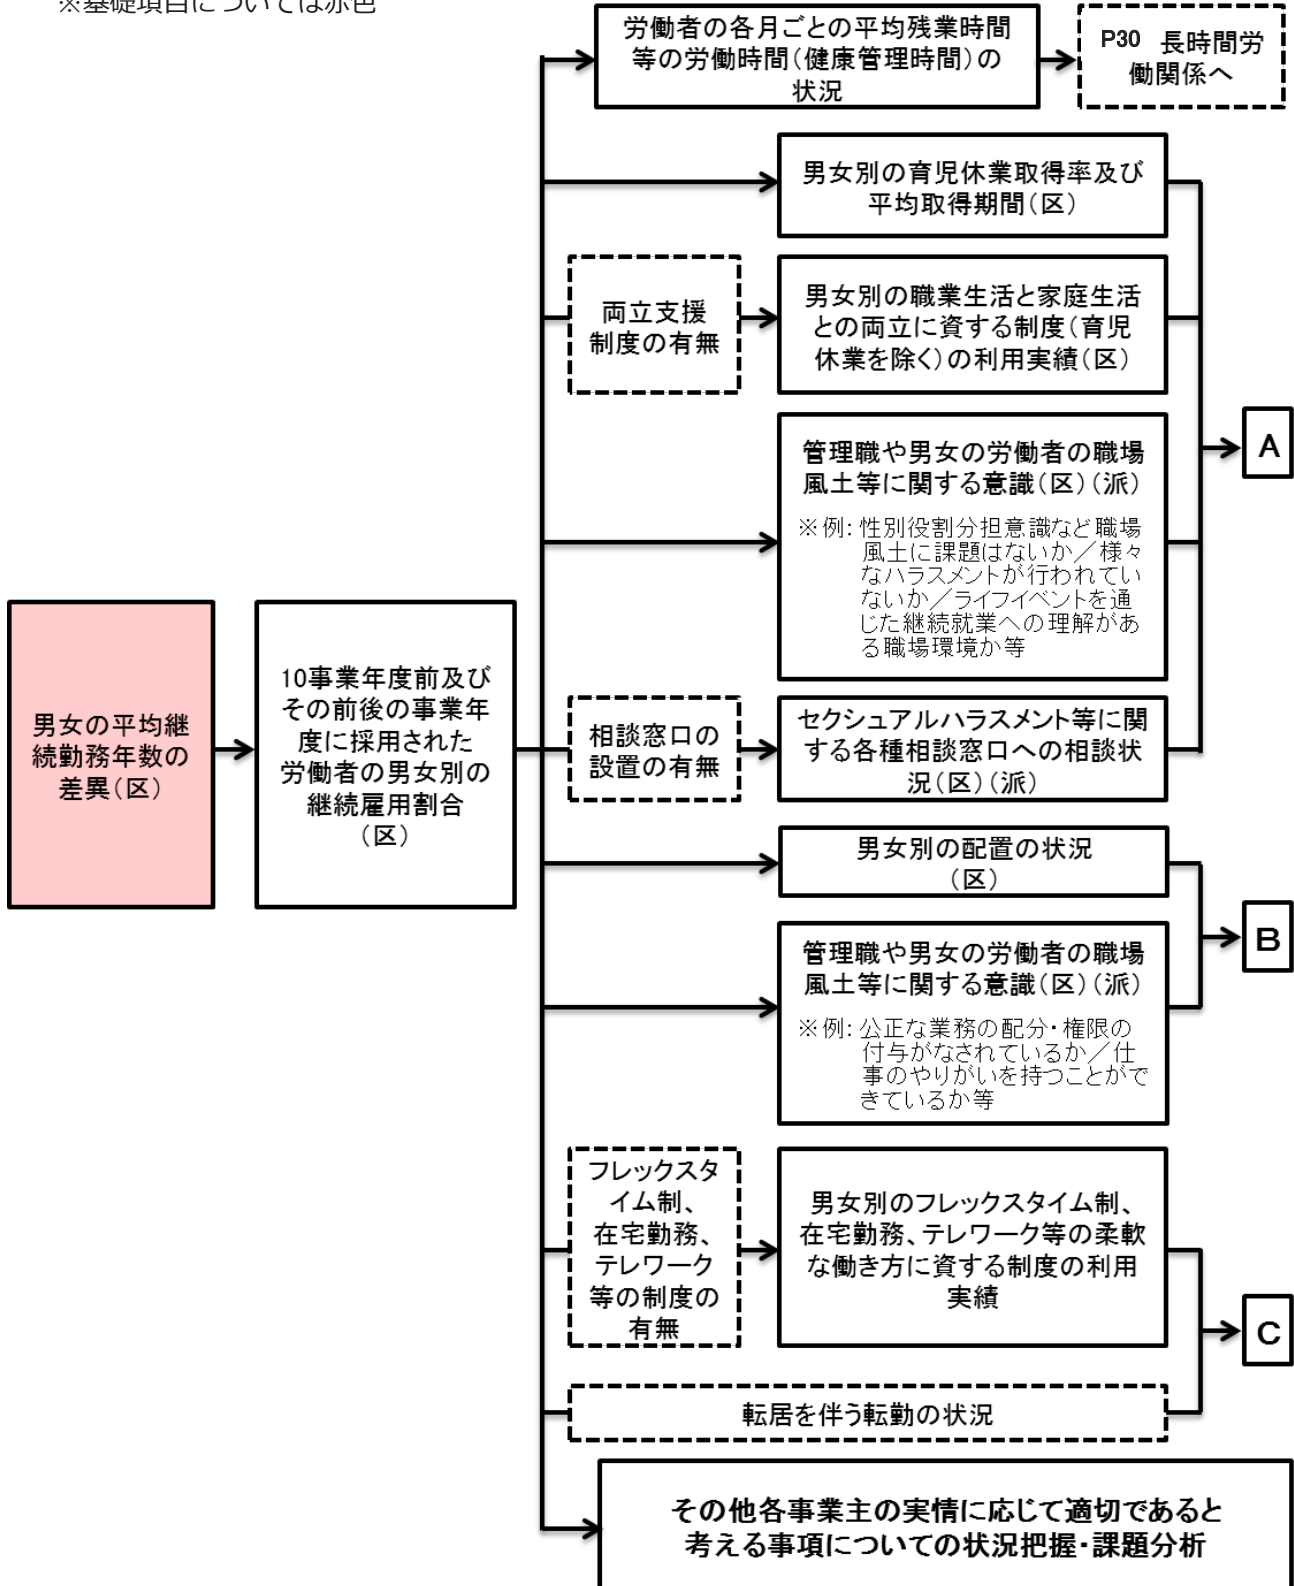 ※基礎項目については赤色
労働者の各月ごとの平均残業時間
等の労働時間(健康管理時間)の
状況
P30 長時間労
働関係へ
男女別の育児休業取得率及び
平均取得期間(区)
両立支援
制度の有無
男女別の職業生活と家庭生活
との両立に資する制度(育児
休業を除く)の利用実績(区)
管理職や男女の労働者の職場
風土等に関する意識(区)(派)
※例:性別役割分担意識など職場
風土に課題はないか/様々
なハラスメントが行われてい
ないか/ライフイベントを通
じた継続就業への理解があ
る職場環境か等
A
男女の平均継
続勤務年数の
差異(区)
10事業年度前及び
その前後の事業年
度に採用された
労働者の男女別の
継続雇用割合
(区)
相談窓口の
設置の有無
セクシュアルハラスメント等に関
する各種相談窓口への相談状
況(区)(派)
男女別の配置の状況
(区)
管理職や男女の労働者の職場
風土等に関する意識(区)(派)
※例:公正な業務の配分・権限の
付与がなされているか/仕
事のやりがいを持つことがで
きているか等
B
フレックスタ
イム制、
在宅勤務、
テレワーク
等の制度の
有無
男女別のフレックスタイム制、
在宅勤務、テレワーク等の柔軟
な働き方に資する制度の利用
実績
C
転居を伴う転勤の状況
その他各事業主の実情に応じて適切であると
考える事項についての状況把握・課題分析